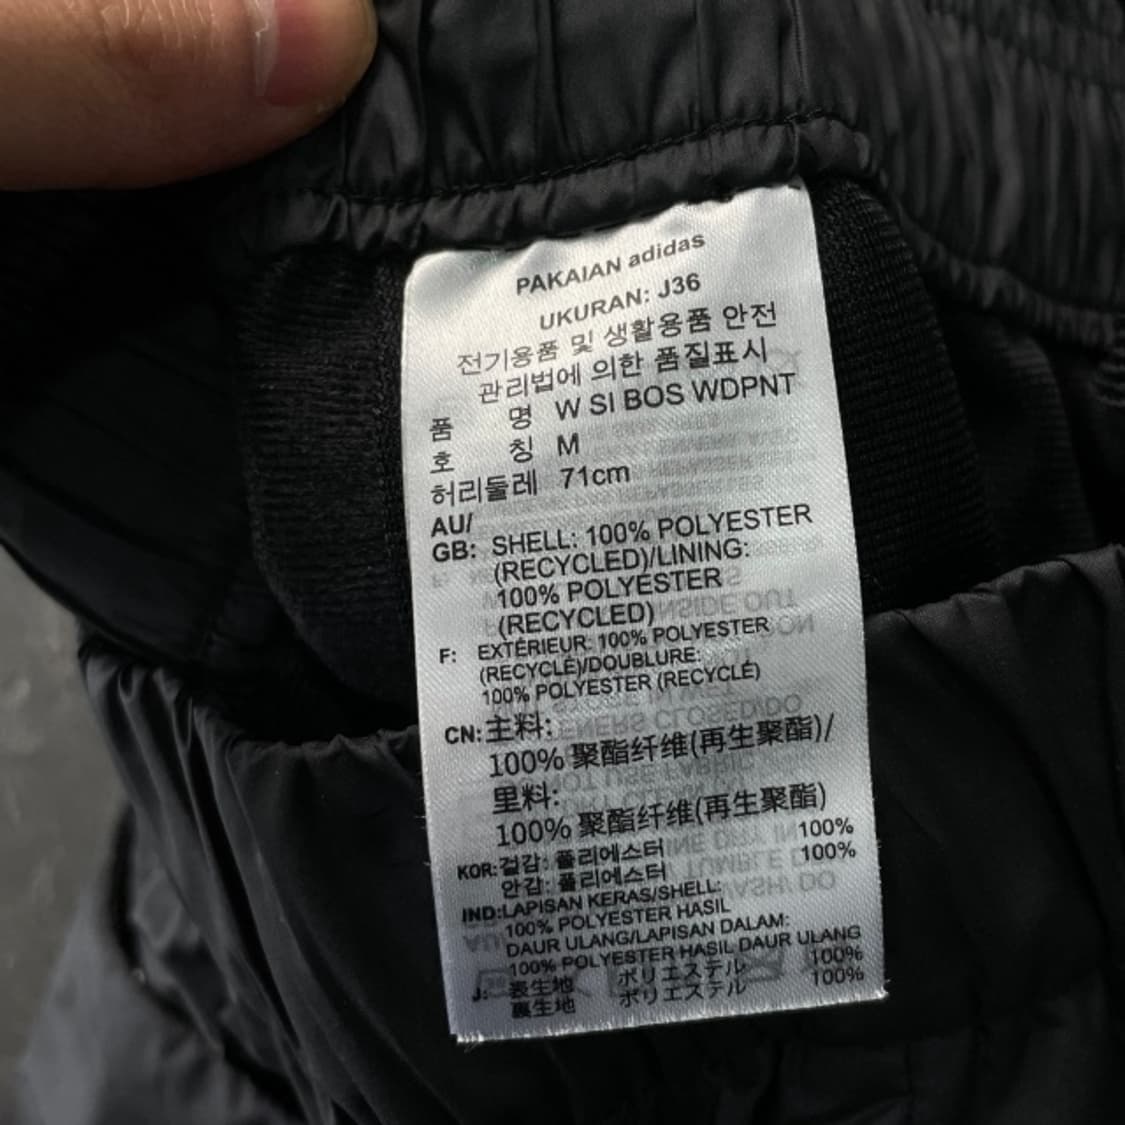 PAKAIAN adidas
UKURAN: J36
전기용품 및 생활용품 안전
관리법에 의한 품질표시
품 명 W SI BOS WDPNT
호 칭 M
허리둘레 71cm
AU/
GB: SHELL: 100% POLYESTER
(RECYCLED)/LINING:
100% POLYESTER
(RECYCLED)
F: EXTÉRIEUR: 100% POLYESTER
(RECYCLÉ)/DOUBLURE:
100% POLYESTER (RECYCLÉ)
CN: 主料:
100% 聚酯纤维(再生聚酯)/
里料:
100% 聚酯纤维(再生聚酯)
KOR: 겉감: 폴리에스터 100%
안감: 폴리에스터 100%
IND: LAPISAN KERAS/SHELL:
100% POLYESTER HASIL
DAUR ULANG/LAPISAN DALAM:
100% POLYESTER HASIL DAUR ULANG
J: 表生地 ポリエステル 100%
裏生地 ポリエステル 100%